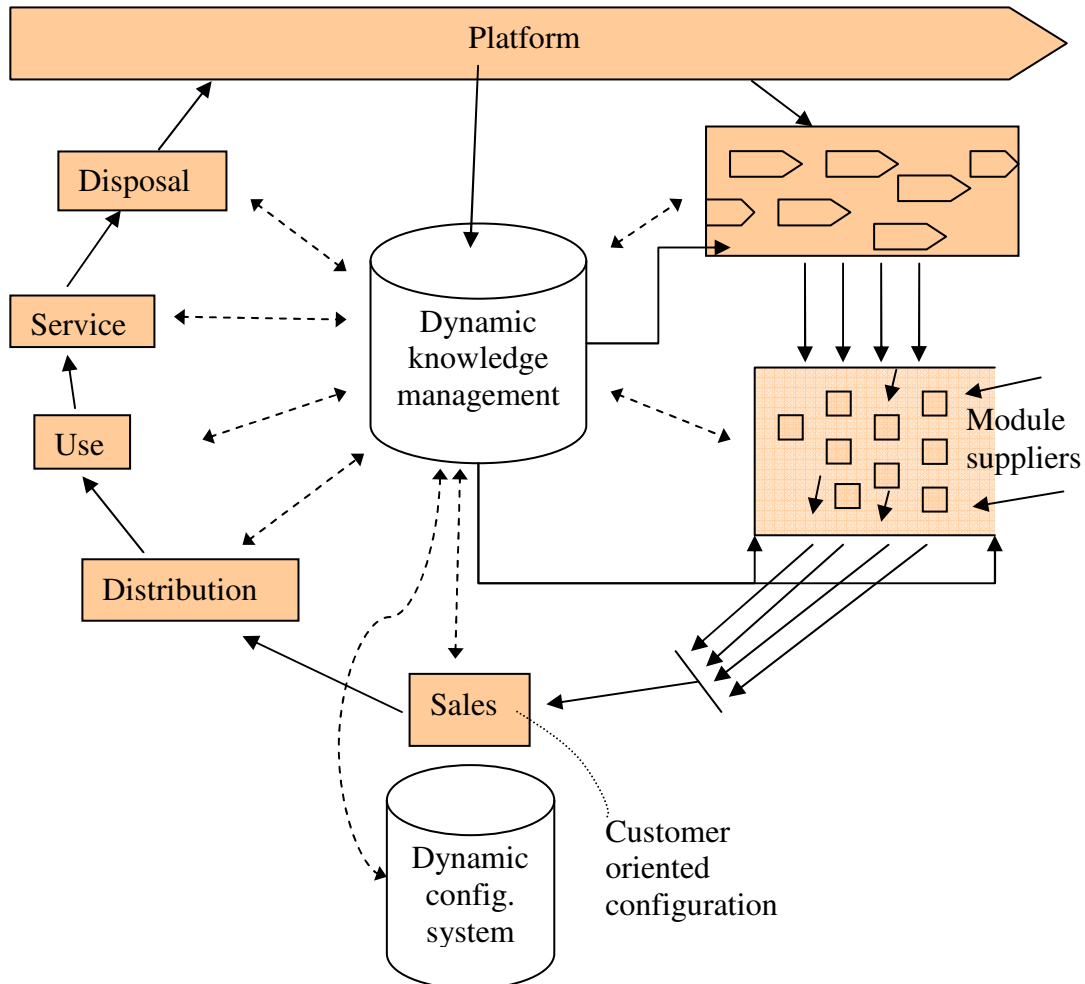 Platform
Disposal
Service
Use
Distribution
Dynamic
knowledge
management
Module
suppliers
Sales
Dynamic
config.
system
Customer
oriented
configuration